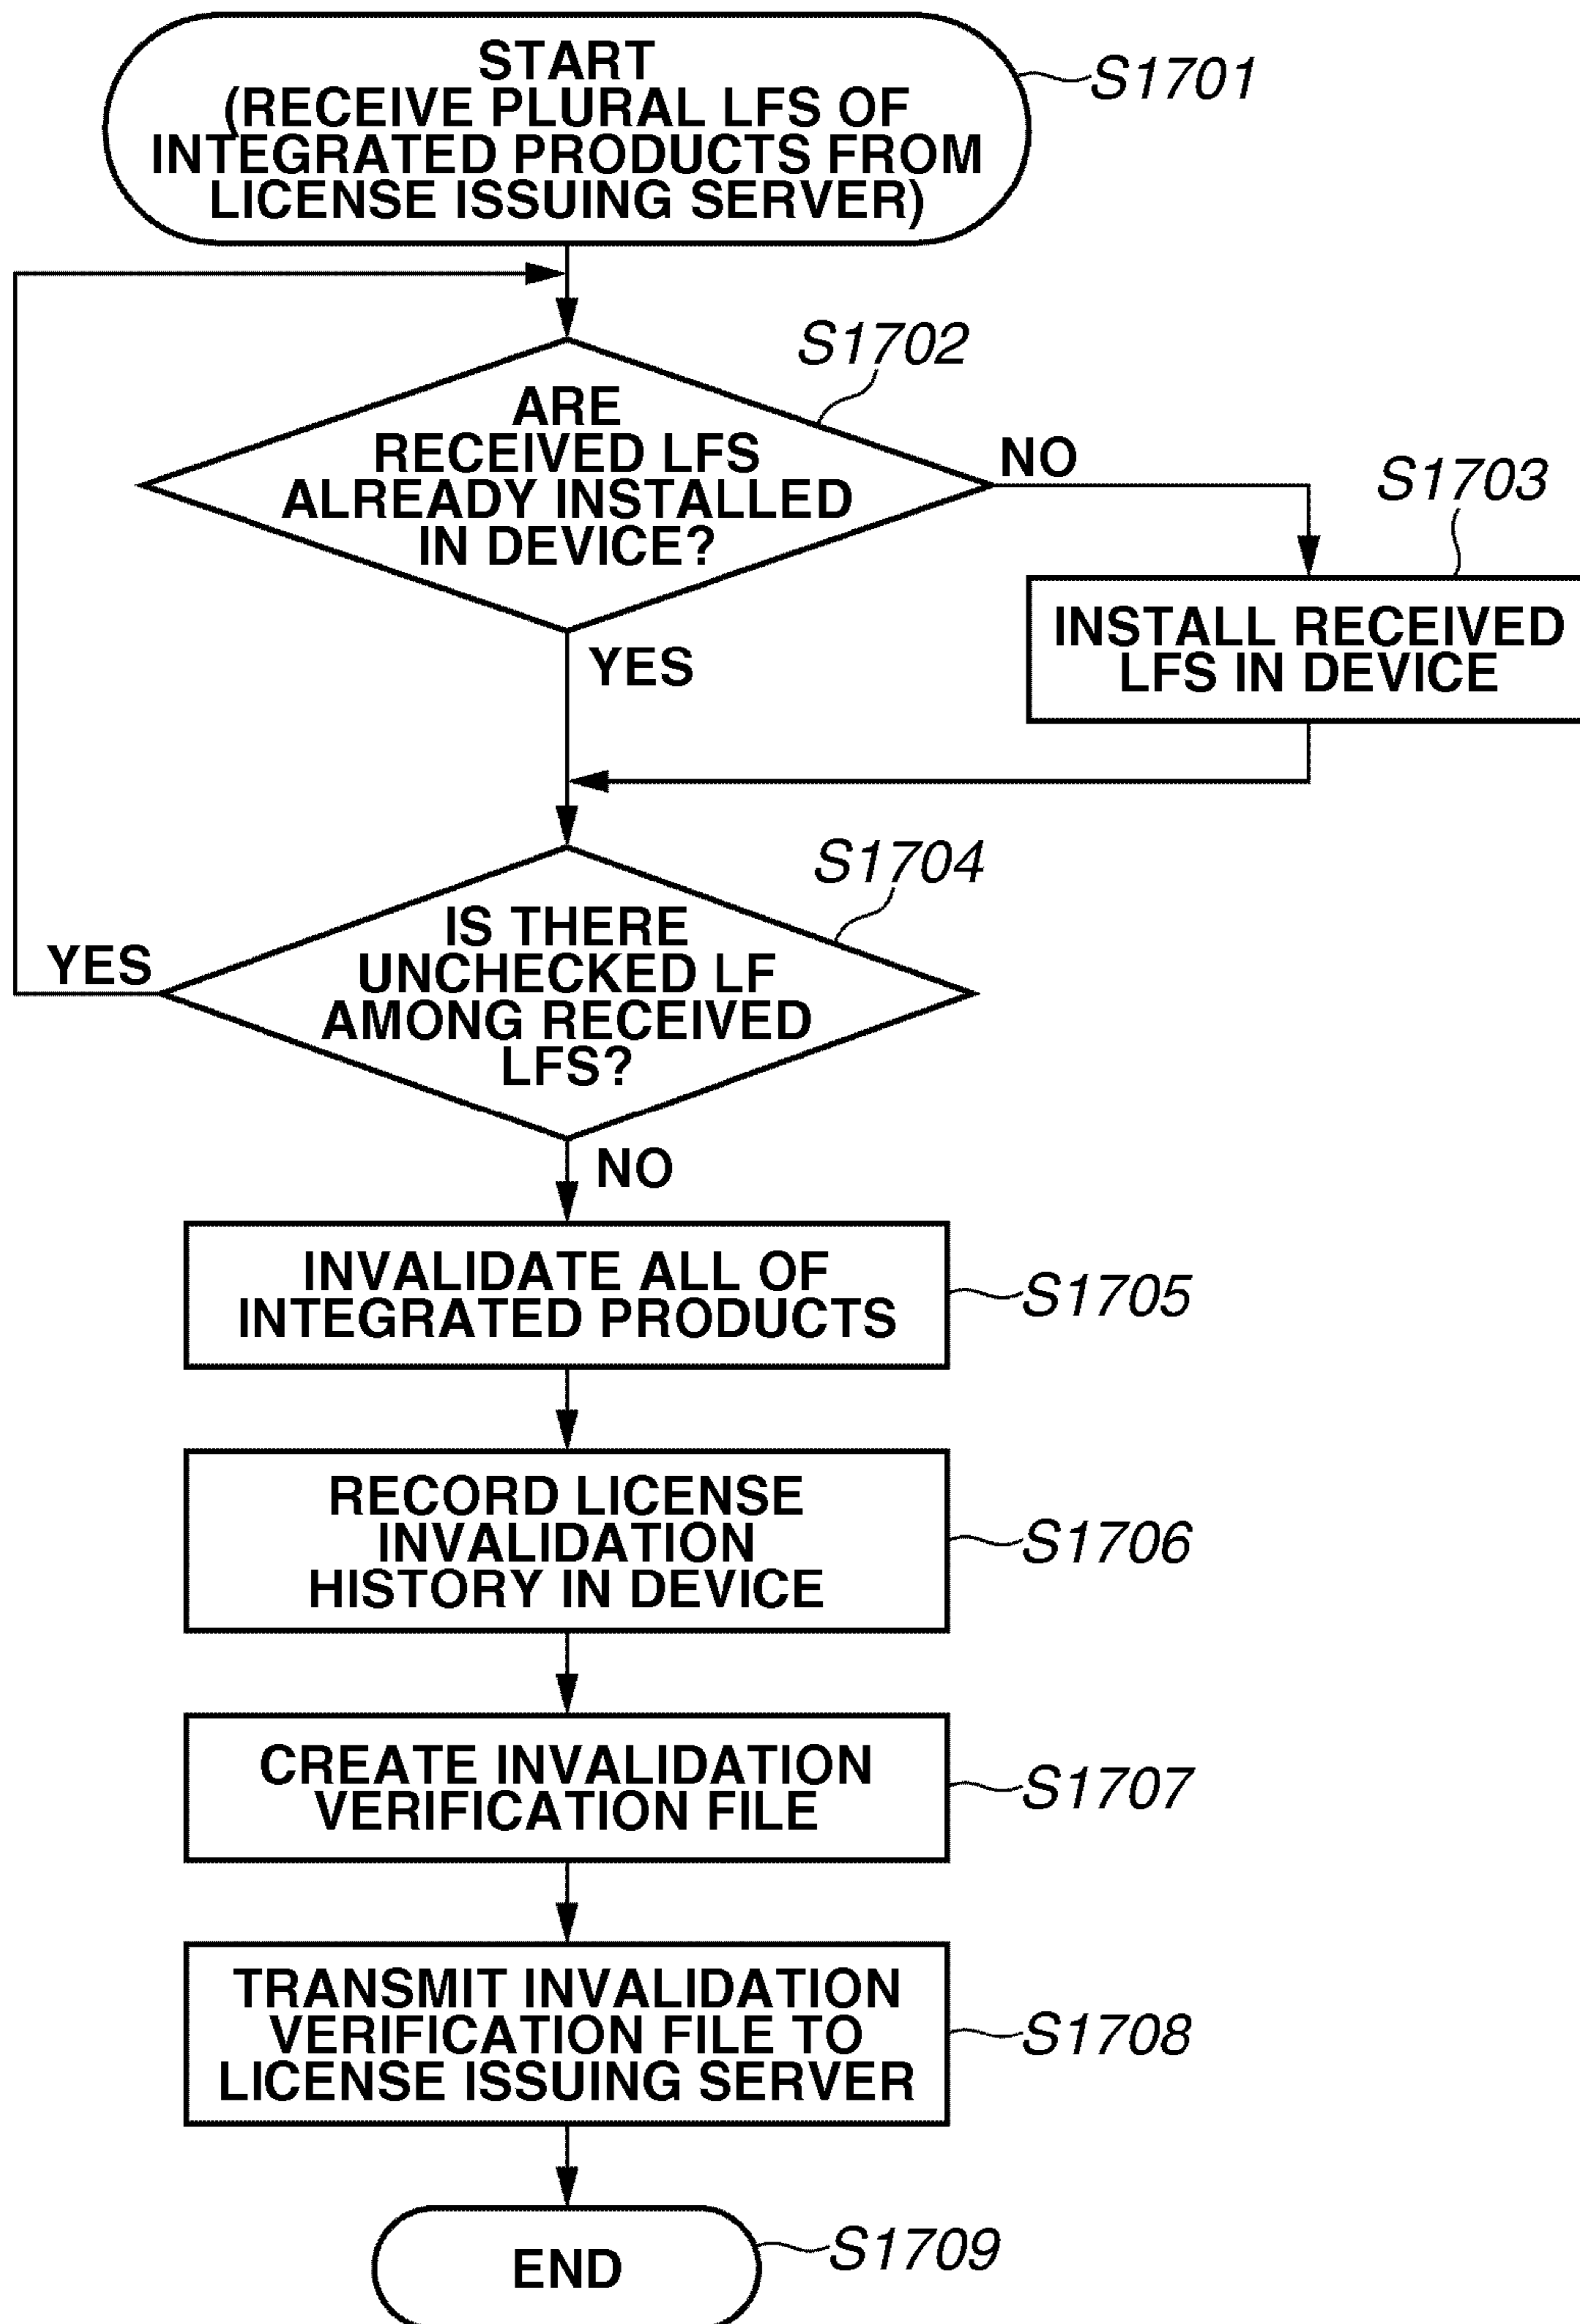 START
(RECEIVE PLURAL LFS OF
INTEGRATED PRODUCTS FROM
LICENSE ISSUING SERVER)
S1701
S1702
ARE
RECEIVED LFS
ALREADY INSTALLED
IN DEVICE?
NO
S1703
INSTALL RECEIVED
LFS IN DEVICE
YES
S1704
IS THERE
UNCHECKED LF
AMONG RECEIVED
LFS?
YES
NO
INVALIDATE ALL OF
INTEGRATED PRODUCTS
S1705
RECORD LICENSE
INVALIDATION
HISTORY IN DEVICE
S1706
CREATE INVALIDATION
VERIFICATION FILE
S1707
TRANSMIT INVALIDATION
VERIFICATION FILE TO
LICENSE ISSUING SERVER
S1708
END
S1709